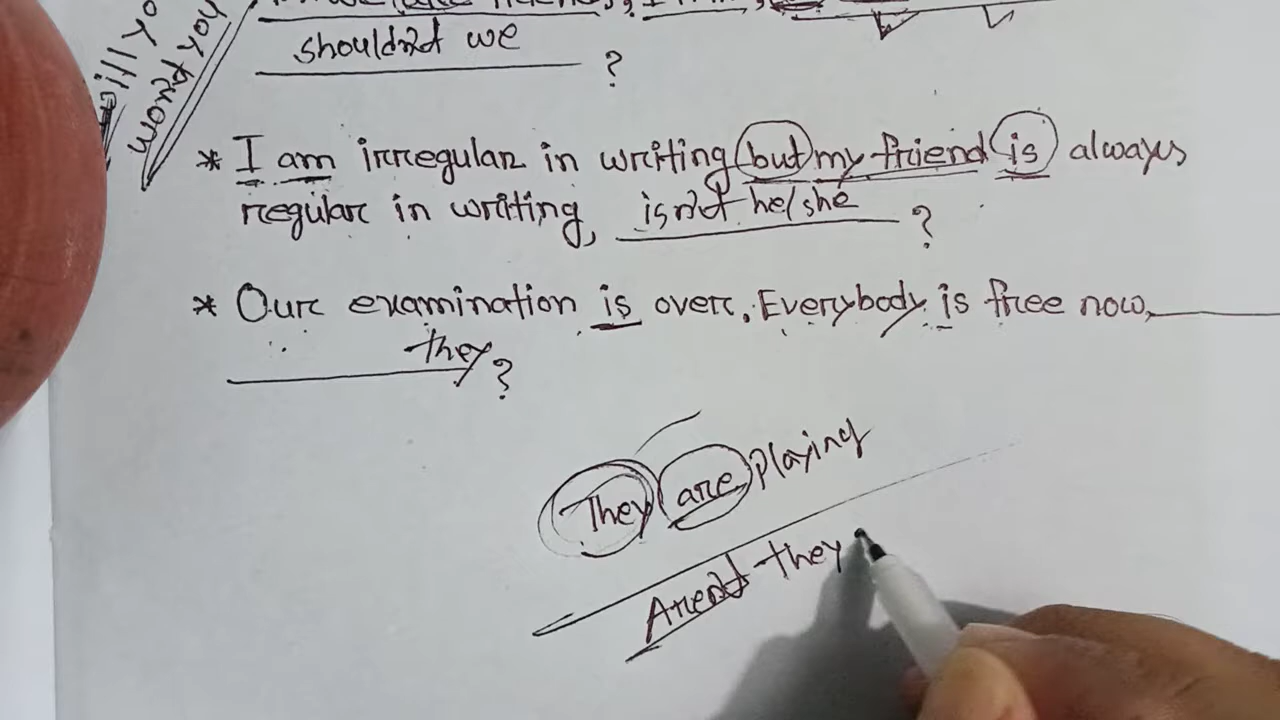 shouldn't we
?
* I am irregular in writing but my friend is always
regular in writing, isn't he/she ?
* Our examination is over. Everybody is free now,
they ?
They are playing
Aren't they